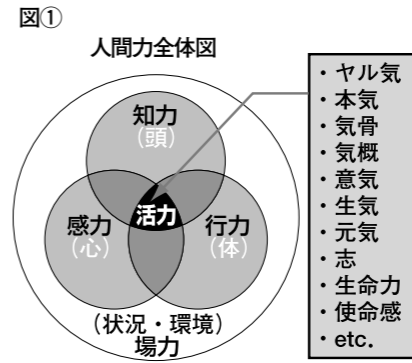 図①
人間力全体図
知力
（頭）
感力
（心）
活力
行力
（体）
（状況・環境）
場力
・ヤル気
・本気
・気骨
・気概
・意気
・生気
・元気
・志
・生命力
・使命感
・etc.